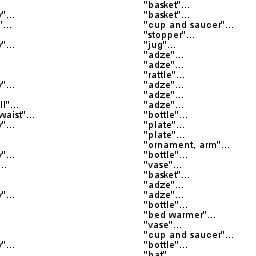 "basket"...
"... "basket"...
"... "cup and saucer"...
"stopper"...
"... "jug"...
"adze"...
"adze"...
"rattle"...
"... "adze"...
"adze"...
ll"... "adze"...
waist"... "bottle"...
"... "plate"...
"plate"...
"ornament, arm"...
"... "bottle"...
... "vase"...
"basket"...
"adze"...
"... "adze"...
"bottle"...
"bed warmer"...
"vase"...
"cup and saucer"...
"... "bottle"...